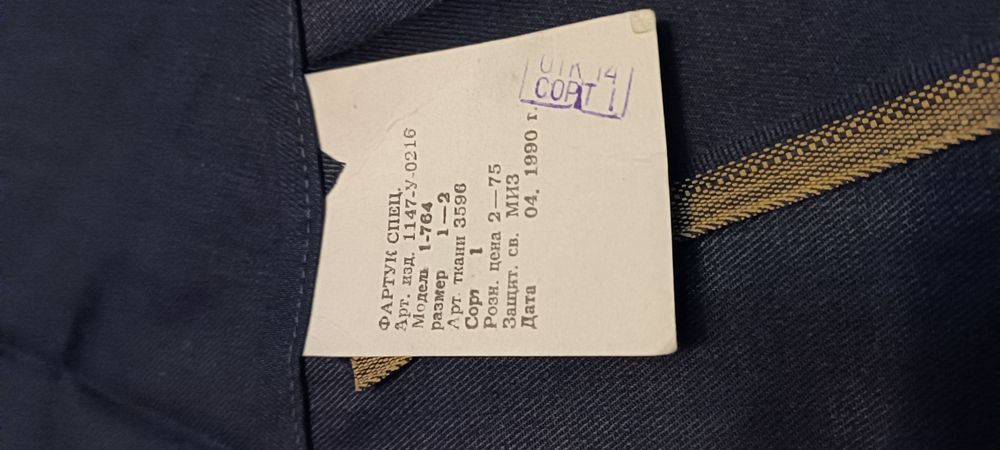 ФАРТУК СПЕЦ.
Арт. изд. 1147-У-0216
Модель 1-764
размер 1—2
Арт. ткани 3596
Сорт 1
Розн. цена 2—75
Защит. св. МИЗ
Дата 04. 1990 г.
ОТК 14
СОРТ 1